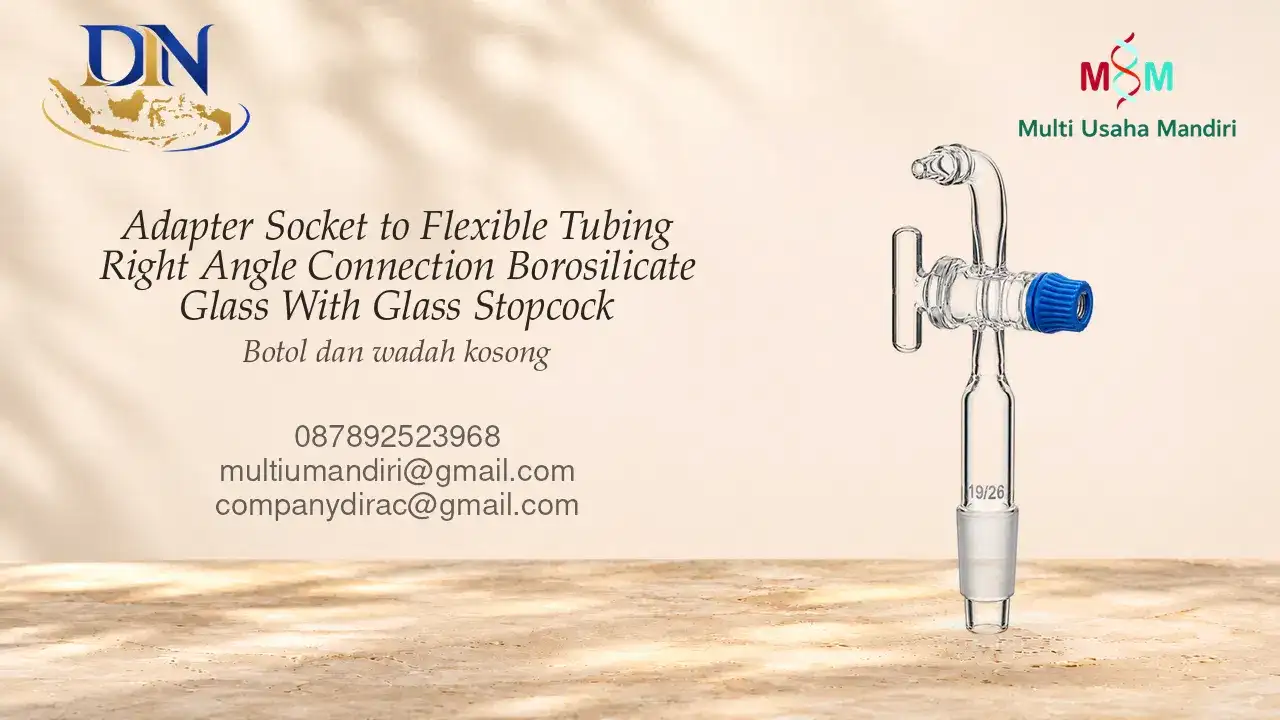 DIN
MSM
Multi Usaha Mandiri
Adapter Socket to Flexible Tubing
Right Angle Connection Borosilicate
Glass With Glass Stopcock
Botol dan wadah kosong
087892523968
multiumandiri@gmail.com
companydirac@gmail.com
19/26